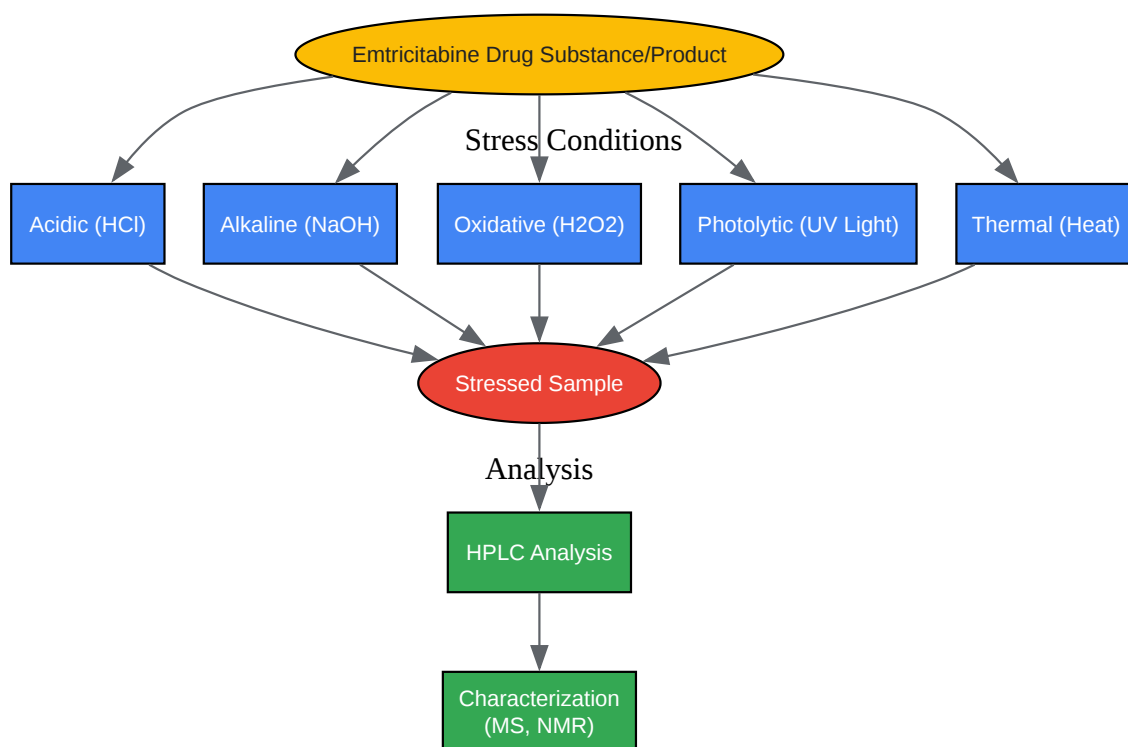 Emtricitabine Drug Substance/Product
Stress Conditions
Acidic (HCl)
Alkaline (NaOH)
Oxidative (H2O2)
Photolytic (UV Light)
Thermal (Heat)
Stressed Sample
Analysis
HPLC Analysis
Characterization
(MS, NMR)